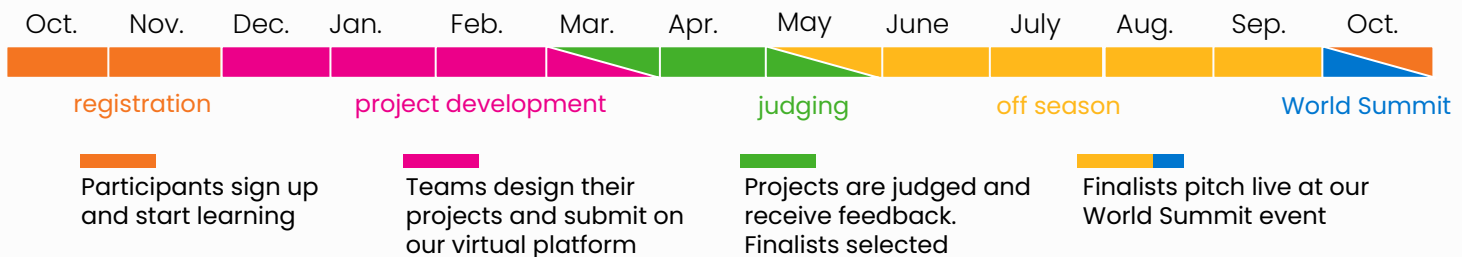 Oct. Nov. Dec. Jan. Feb. Mar. Apr. May June July Aug. Sep. Oct.
registration project development judging off season World Summit
Participants sign up
and start learning
Teams design their
projects and submit on
our virtual platform
Projects are judged and
receive feedback.
Finalists selected
Finalists pitch live at our
World Summit event